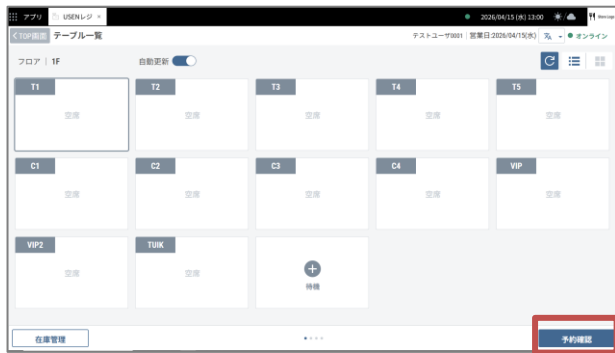 アプリ USENレジ × 2026/04/15 (水) 13:00
<TOP画面 テーブル一覧 テストユーザ0001 営業日:2026/04/15(水) オンライン
フロア | 1F 自動更新
T1 T2 T3 T4 T5
空席 空席 空席 空席 空席
C1 C2 C3 C4 VIP
空席 空席 空席 空席 空席
VIP2 TUIK
空席 空席 待機
在庫管理 予約確認